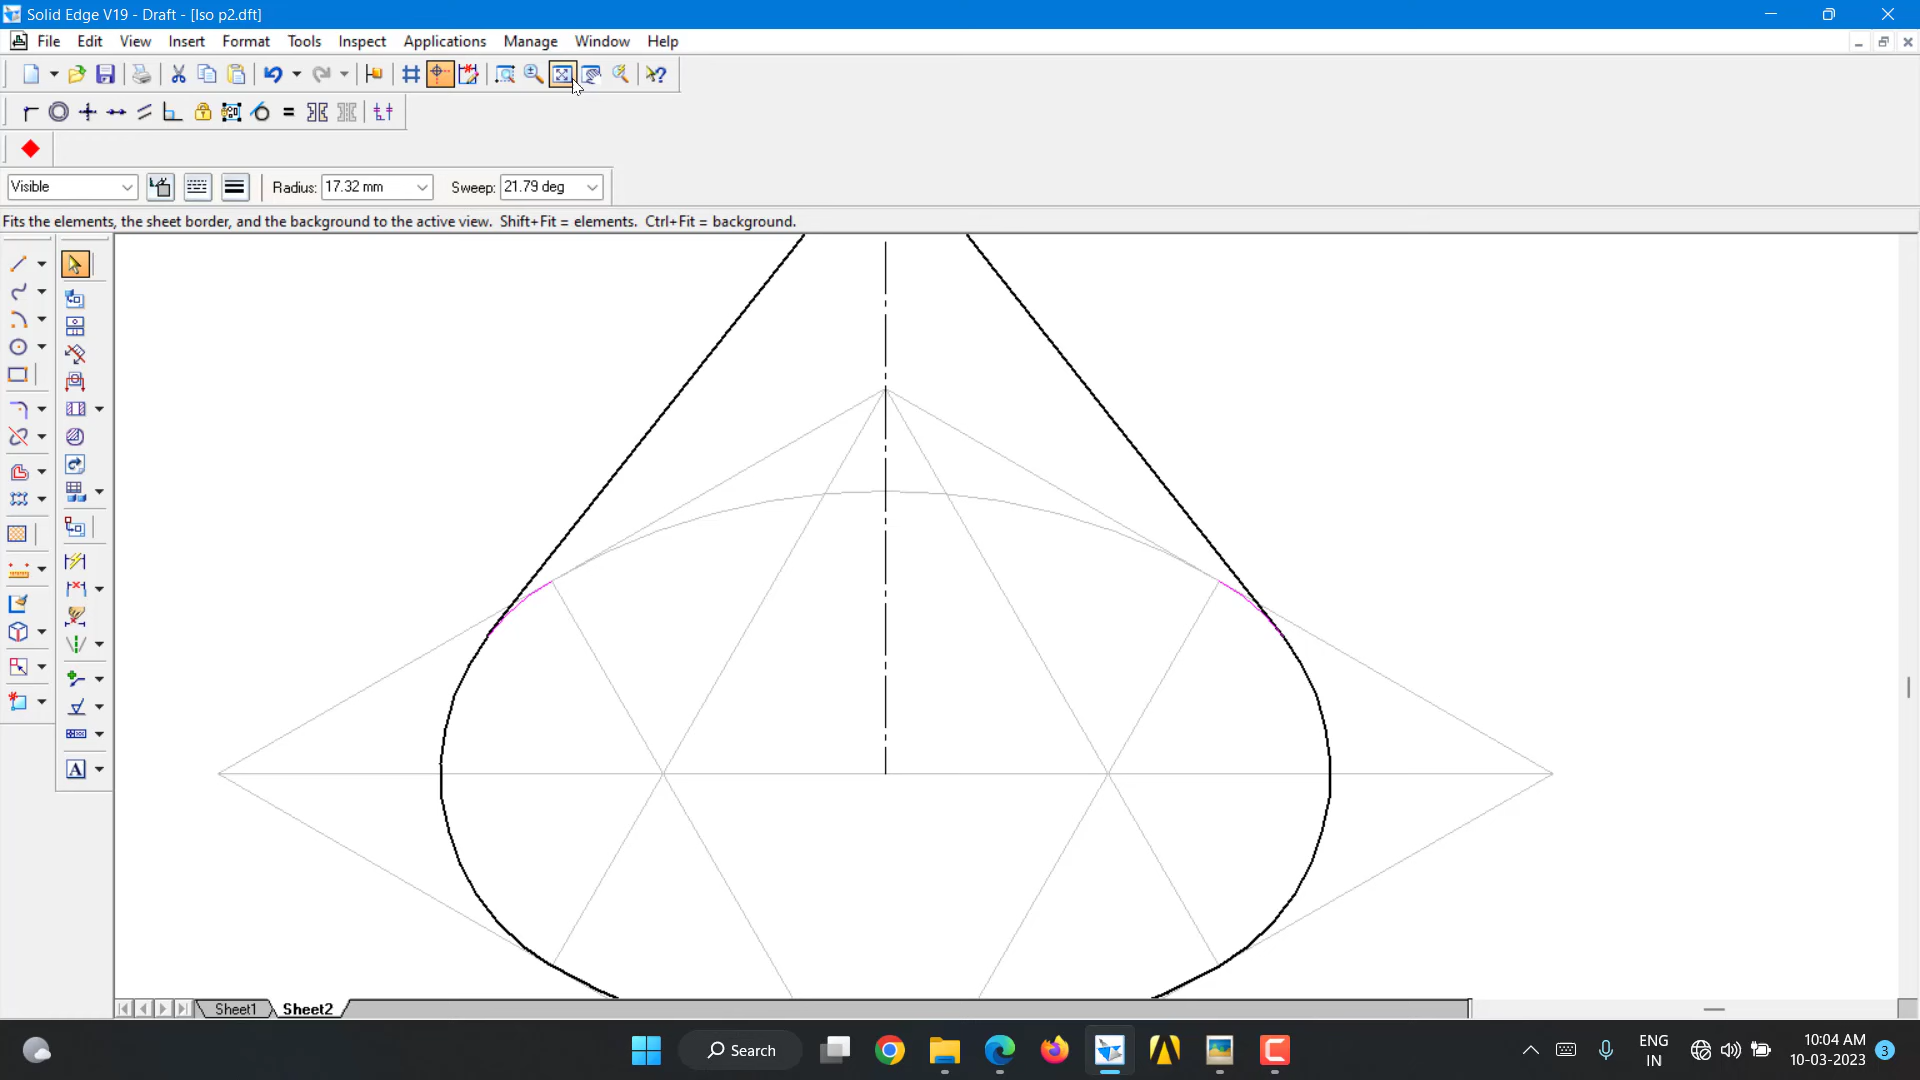 Solid Edge V19 - Draft - [Iso p2.dft]
File Edit View Insert Format Tools Inspect Applications Manage Window Help
Visible Radius: 17.32 mm Sweep: 21.79 deg
Fits the elements, the sheet border, and the background to the active view. Shift+Fit = elements. Ctrl+Fit = background.
A
Sheet1 Sheet2
Search
ENG
IN
10:04 AM
10-03-2023
3